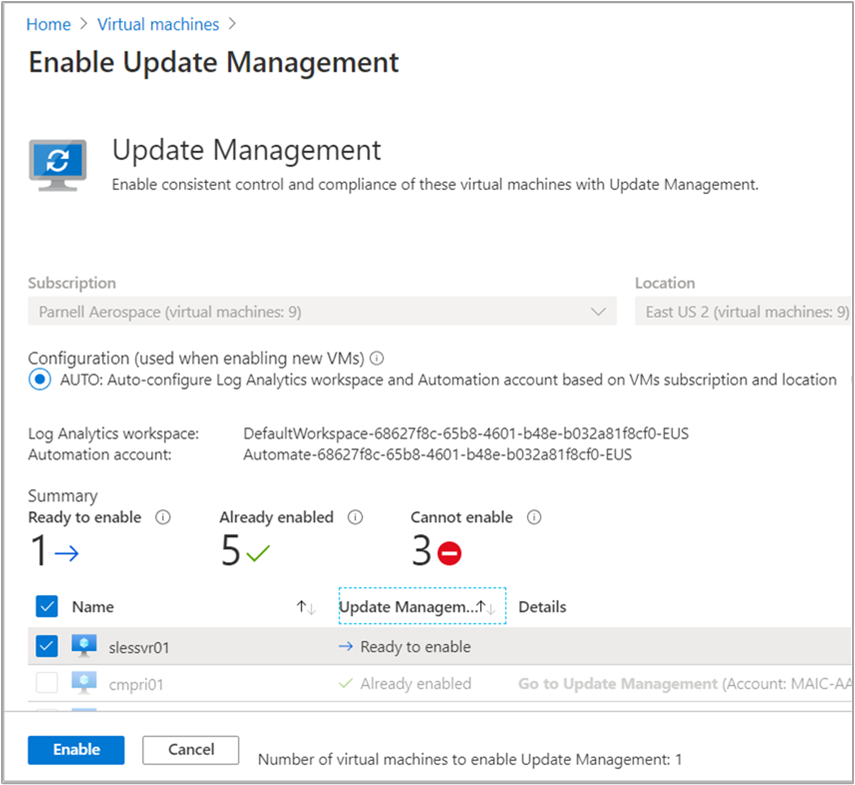 Home > Virtual machines >
Enable Update Management
Update Management
Enable consistent control and compliance of these virtual machines with Update Management.
Subscription Location
Parnell Aerospace (virtual machines: 9) East US 2 (virtual machines: 9)
Configuration (used when enabling new VMs)
AUTO: Auto-configure Log Analytics workspace and Automation account based on VMs subscription and location
Log Analytics workspace: DefaultWorkspace-68627f8c-65b8-4601-b48e-b032a81f8cf0-EUS
Automation account: Automate-68627f8c-65b8-4601-b48e-b032a81f8cf0-EUS
Summary
Ready to enable Already enabled Cannot enable
1 5 3
Name Update Managem... Details
slessvr01 Ready to enable
cmpri01 Already enabled Go to Update Management (Account: MAIC-AA
Enable Cancel Number of virtual machines to enable Update Management: 1